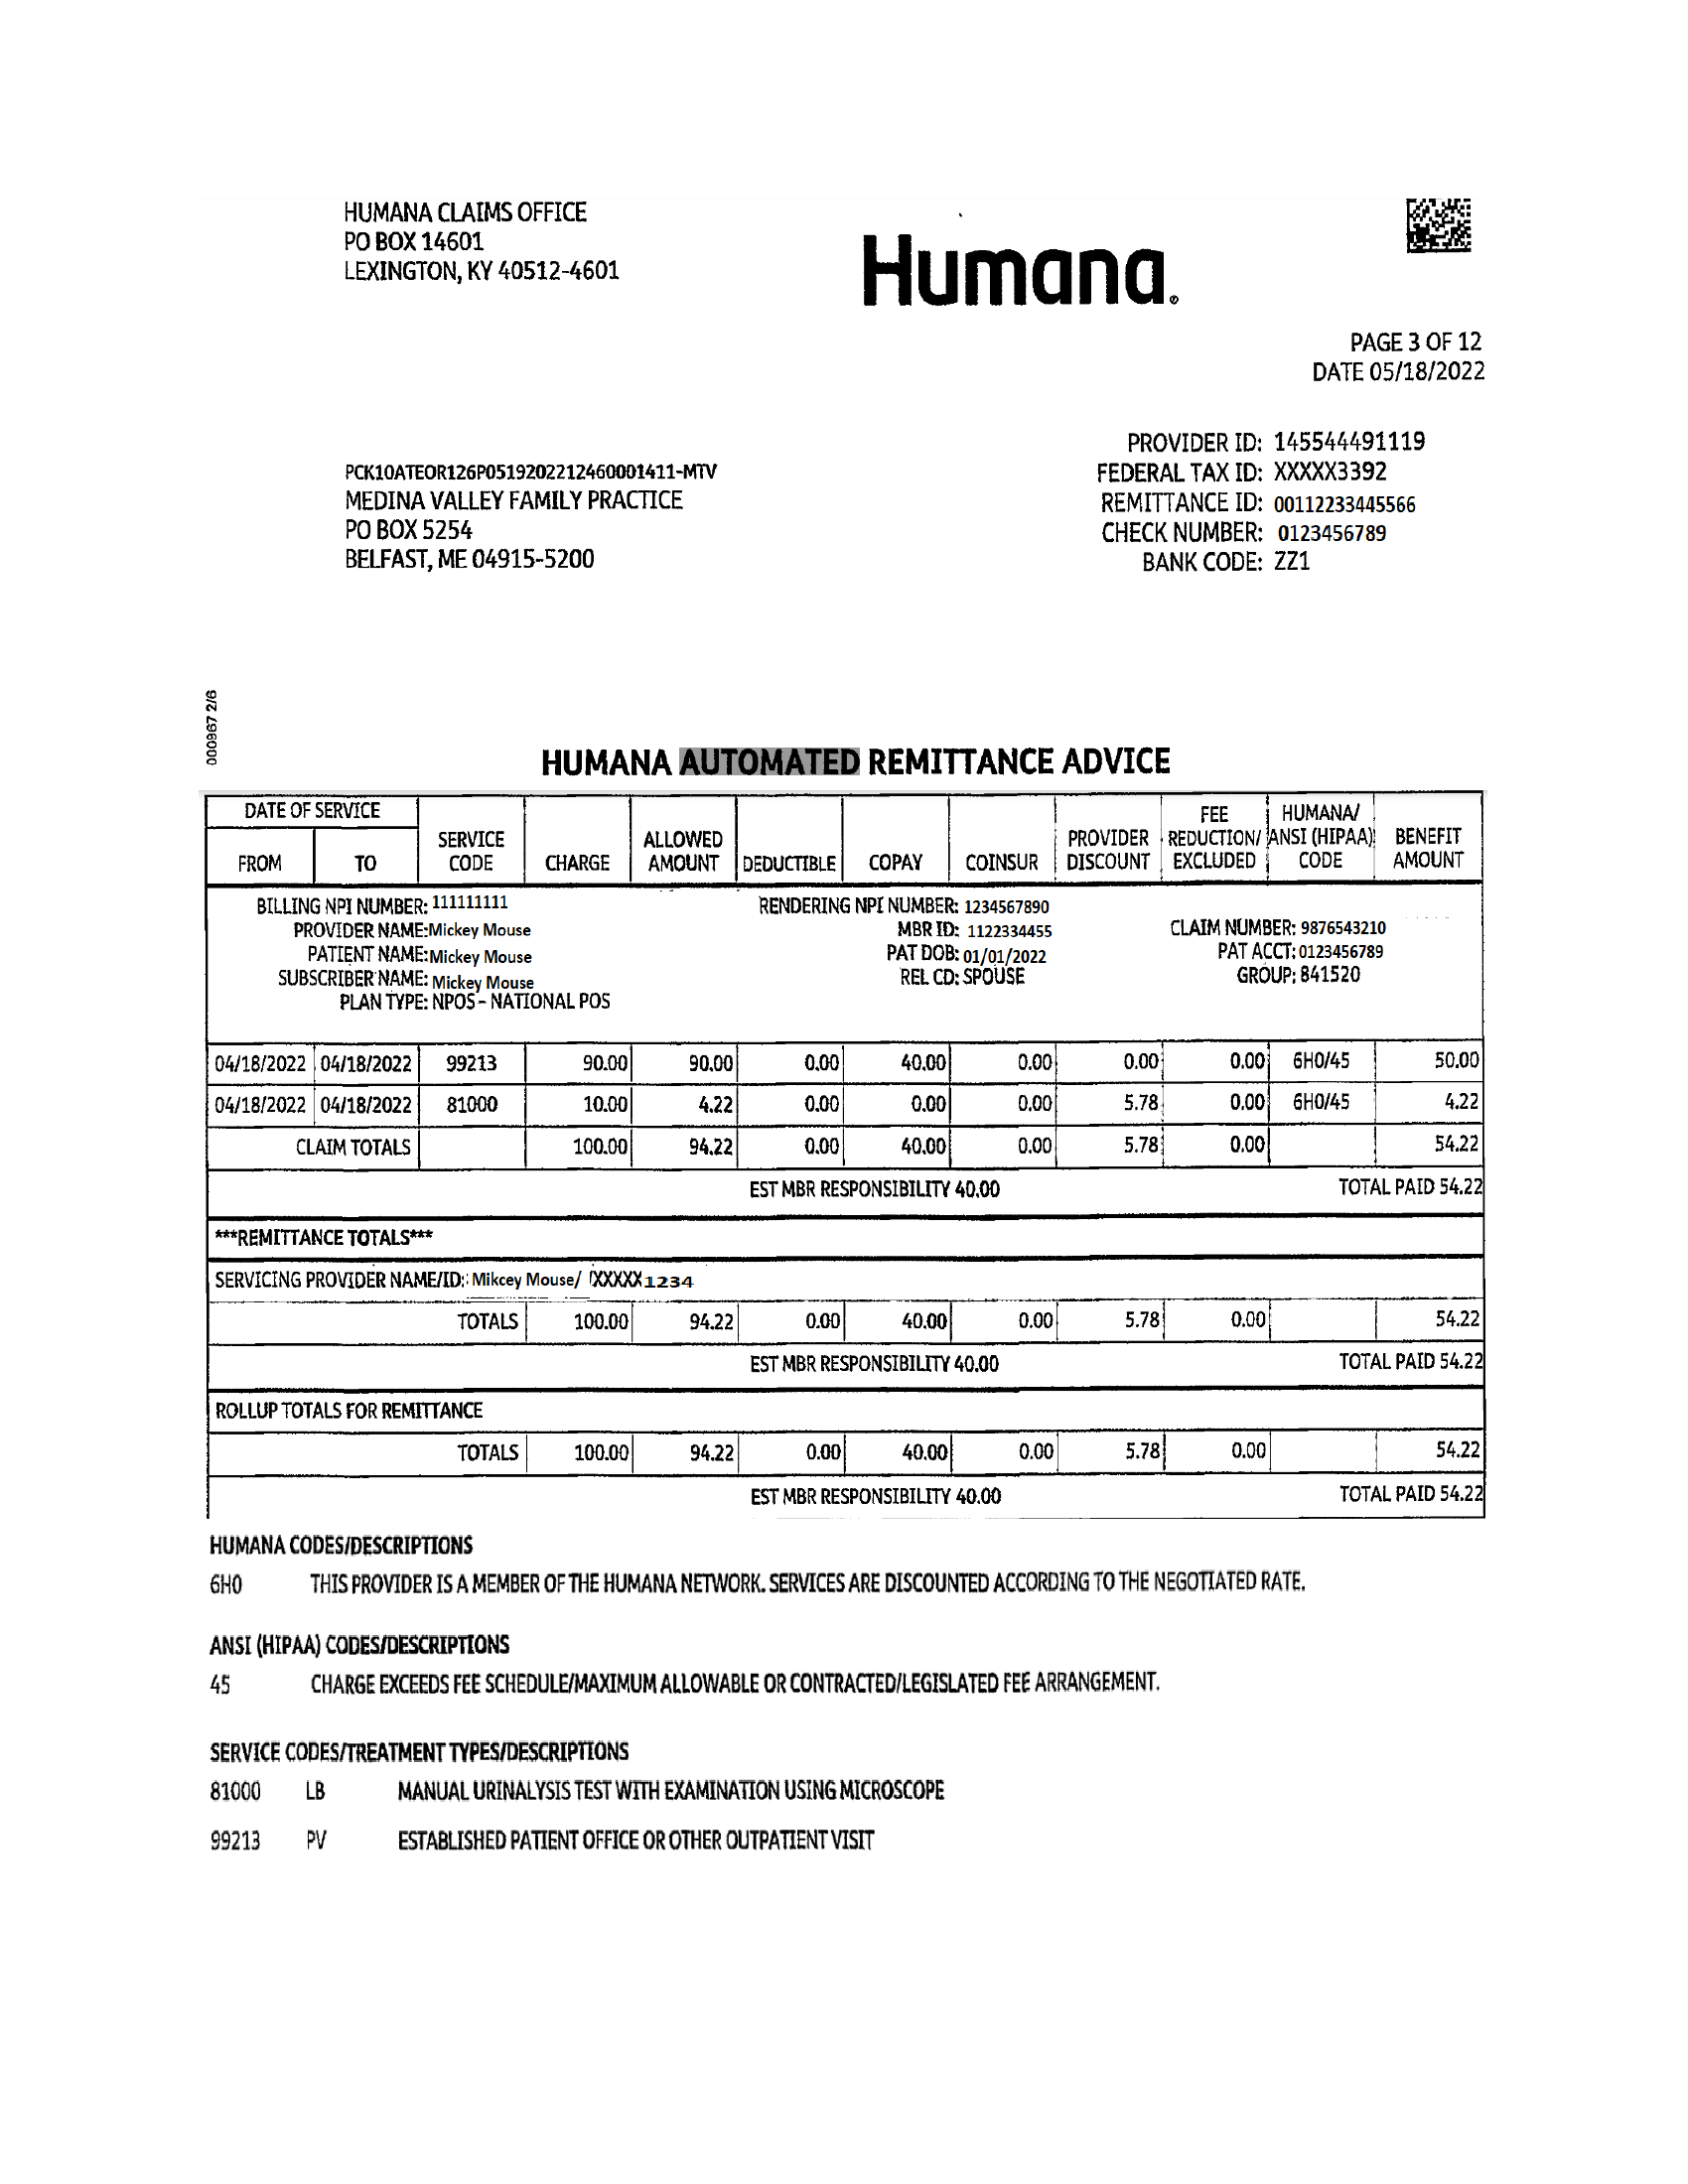 HUMANA CLAIMS OFFICE
PO BOX 14601
LEXINGTON, KY 40512-4601
Humana®
PAGE 3 OF 12
DATE 05/18/2022
PROVIDER ID: 145544491119
FEDERAL TAX ID: XXXXX3392
REMITTANCE ID: 00112233445566
CHECK NUMBER: 0123456789
BANK CODE: ZZ1
PCK10ATEOR126P0519202212460001411-MTV
MEDINA VALLEY FAMILY PRACTICE
PO BOX 5254
BELFAST, ME 04915-5200
000967 2/6
HUMANA AUTOMATED REMITTANCE ADVICE
DATE OF SERVICE FROM TO SERVICE CODE CHARGE ALLOWED AMOUNT DEDUCTIBLE COPAY COINSUR PROVIDER DISCOUNT FEE REDUCTION/ EXCLUDED HUMANA/ ANSI (HIPAA) CODE BENEFIT AMOUNT
BILLING NPI NUMBER: 111111111 RENDERING NPI NUMBER: 1234567890
PROVIDER NAME: Mickey Mouse MBR ID: 1122334455 CLAIM NUMBER: 9876543210
PATIENT NAME: Mickey Mouse PAT DOB: 01/01/2022 PAT ACCT: 0123456789
SUBSCRIBER NAME: Mickey Mouse REL CD: SPOUSE GROUP: 841520
PLAN TYPE: NPOS - NATIONAL POS
04/18/2022 04/18/2022 99213 90.00 90.00 0.00 40.00 0.00 0.00 0.00 6H0/45 50.00
04/18/2022 04/18/2022 81000 10.00 4.22 0.00 0.00 0.00 5.78 0.00 6H0/45 4.22
CLAIM TOTALS 100.00 94.22 0.00 40.00 0.00 5.78 0.00 54.22
EST MBR RESPONSIBILITY 40.00 TOTAL PAID 54.22
***REMITTANCE TOTALS***
SERVICING PROVIDER NAME/ID: Mikcey Mouse/ XXXXX1234
TOTALS 100.00 94.22 0.00 40.00 0.00 5.78 0.00 54.22
EST MBR RESPONSIBILITY 40.00 TOTAL PAID 54.22
ROLLUP TOTALS FOR REMITTANCE
TOTALS 100.00 94.22 0.00 40.00 0.00 5.78 0.00 54.22
EST MBR RESPONSIBILITY 40.00 TOTAL PAID 54.22
HUMANA CODES/DESCRIPTIONS
6H0 THIS PROVIDER IS A MEMBER OF THE HUMANA NETWORK. SERVICES ARE DISCOUNTED ACCORDING TO THE NEGOTIATED RATE.
ANSI (HIPAA) CODES/DESCRIPTIONS
45 CHARGE EXCEEDS FEE SCHEDULE/MAXIMUM ALLOWABLE OR CONTRACTED/LEGISLATED FEE ARRANGEMENT.
SERVICE CODES/TREATMENT TYPES/DESCRIPTIONS
81000 LB MANUAL URINALYSIS TEST WITH EXAMINATION USING MICROSCOPE
99213 PV ESTABLISHED PATIENT OFFICE OR OTHER OUTPATIENT VISIT